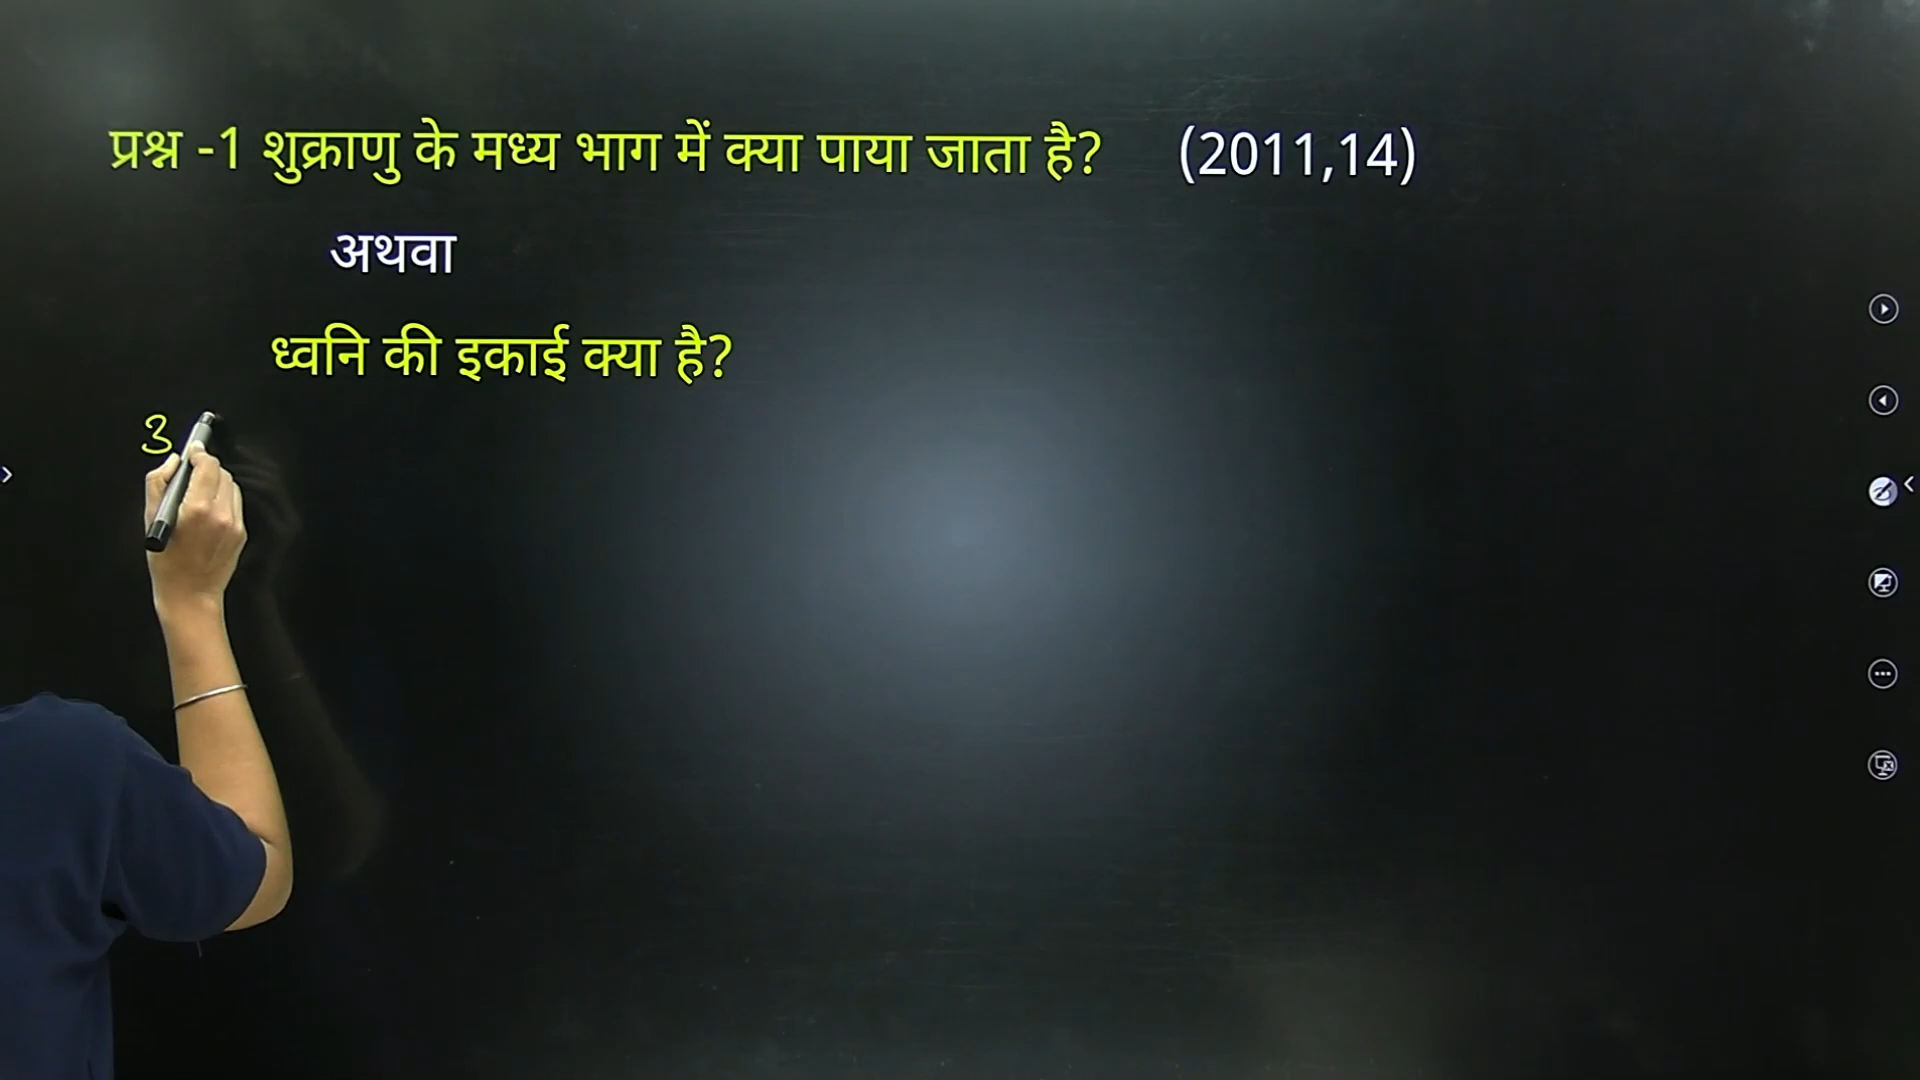 प्रश्न -1 शुक्राणु के मध्य भाग में क्या पाया जाता है? (2011,14)
अथवा
ध्वनि की इकाई क्या है?